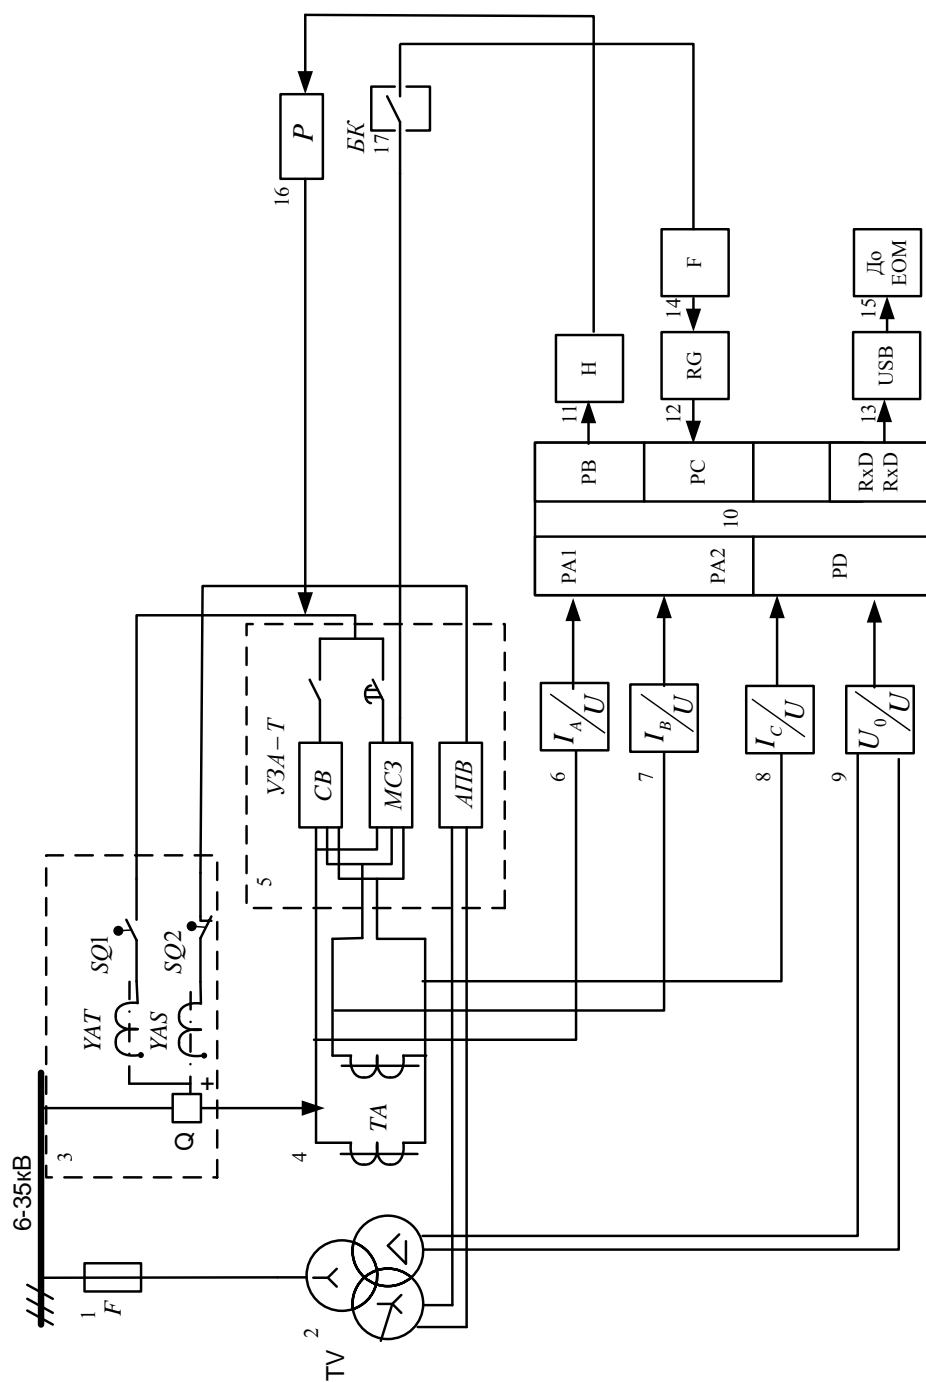 6-35кВ
1
F
2
TV
3
Q
+
YAT
YAS
SQ1
SQ2
4
TA
5
УЗА–Т
СВ
МСЗ
АПВ
16
P
БК
17
6
I_A/U
7
I_B/U
8
I_C/U
9
U_0/U
PA1
PA2
PD
10
PB
PC
RxD
RxD
11
H
12
RG
13
USB
14
F
15
До
ЕОМ